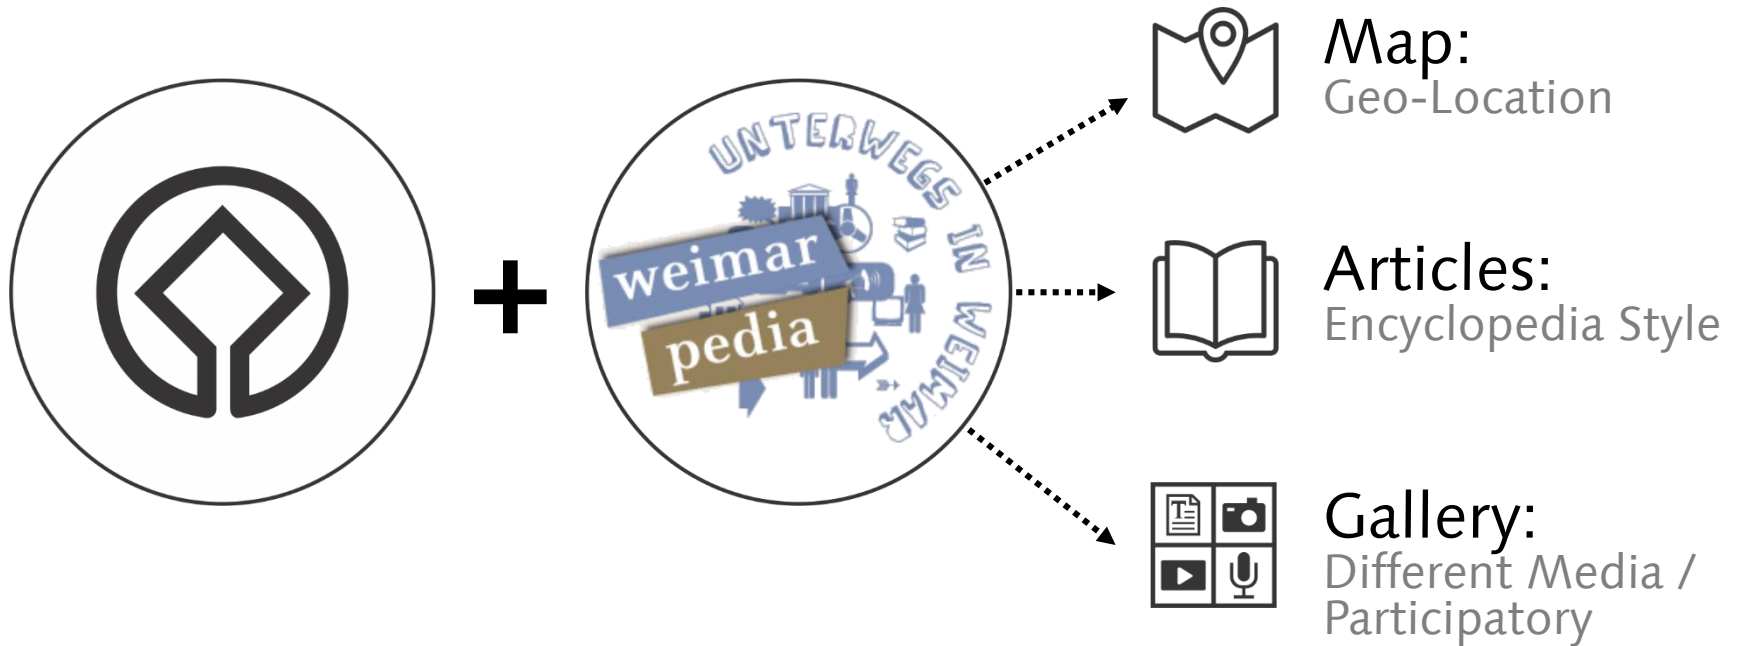 UNTERWEGS IN WEIMAR
weimar
pedia
Map:
Geo-Location
Articles:
Encyclopedia Style
T
Gallery:
Different Media /
Participatory